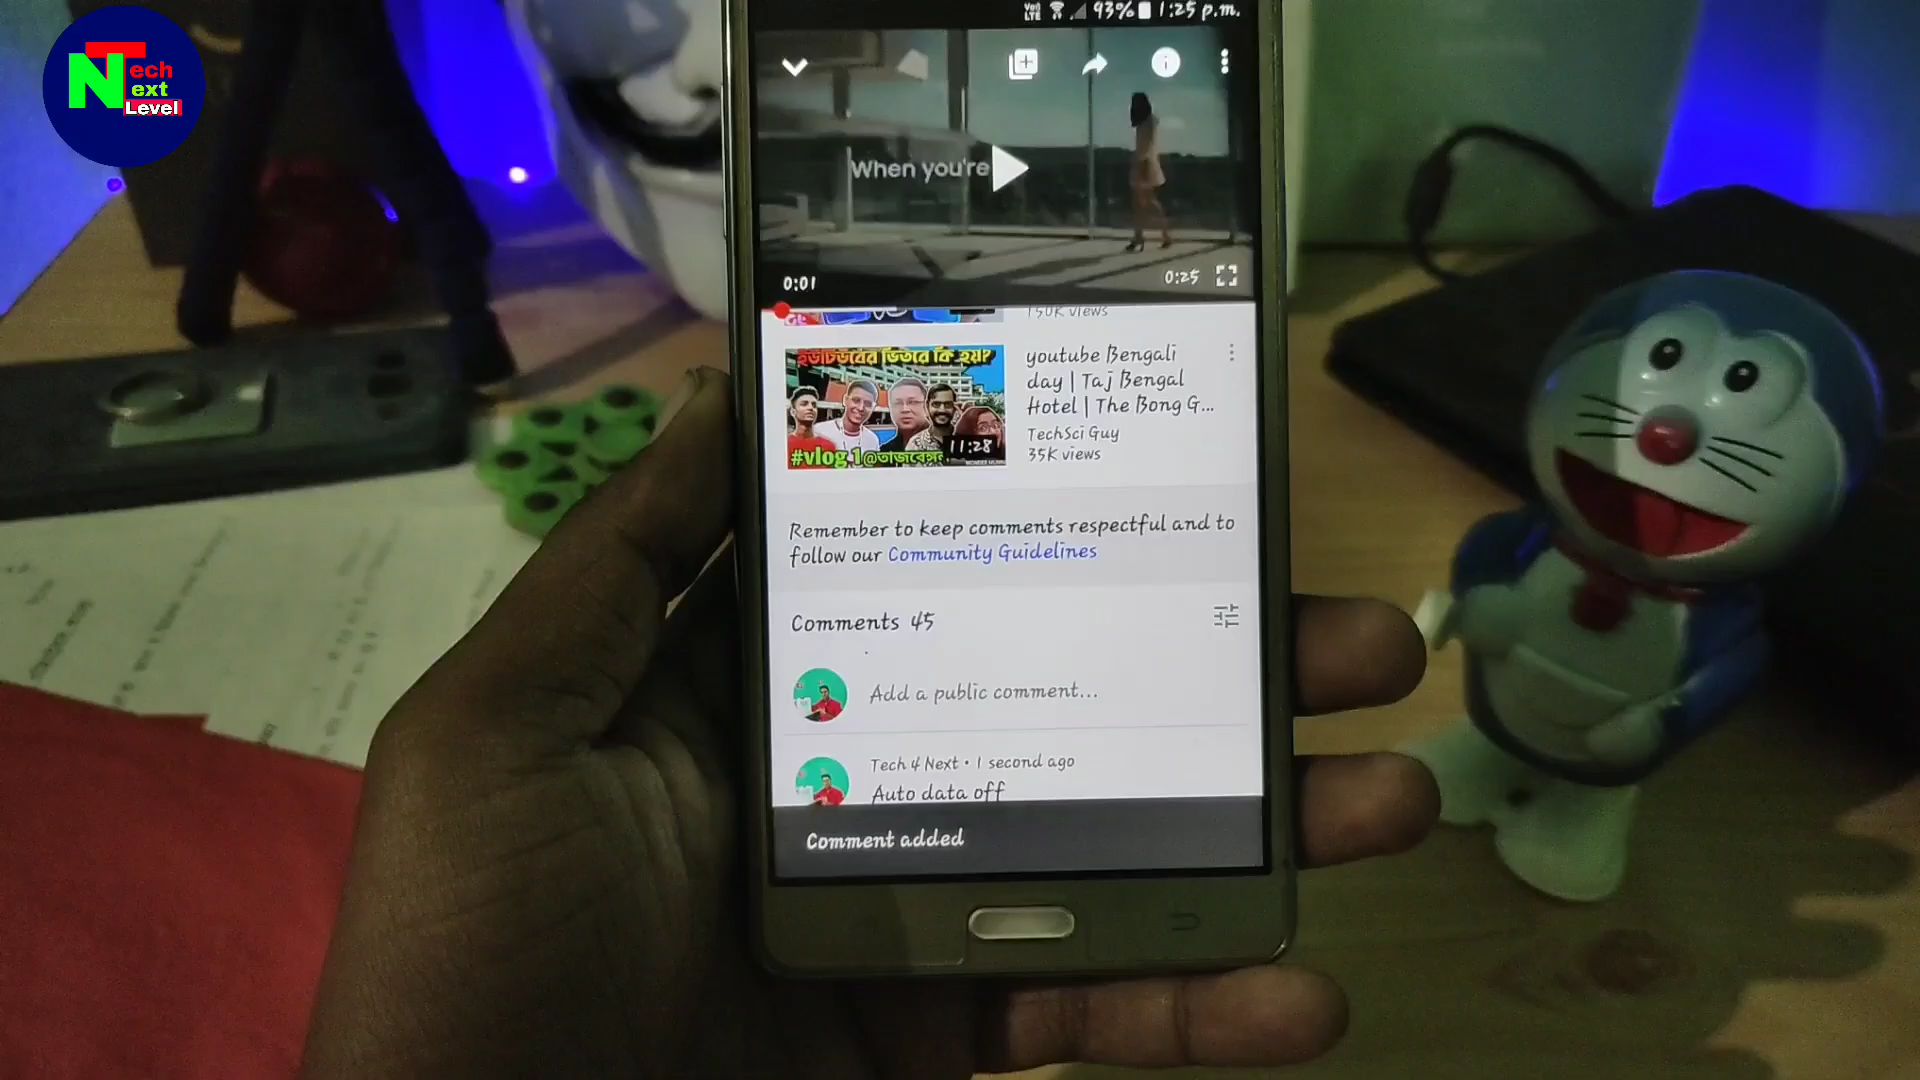 Tech
Next
Level
VoLTE 93% 1:25 p.m.
When you're
0:01
0:25
150K views
ইউটিউবের ভিতরে কি হয়?
youtube Bengali
day | Taj Bengal
Hotel | The Bong G...
11:28
#vlog 1@তাজবেঙ্গল
TechSci Guy
35K views
Remember to keep comments respectful and to
follow our Community Guidelines
Comments 45
Add a public comment...
Tech 4 Next • 1 second ago
Auto data off
Comment added